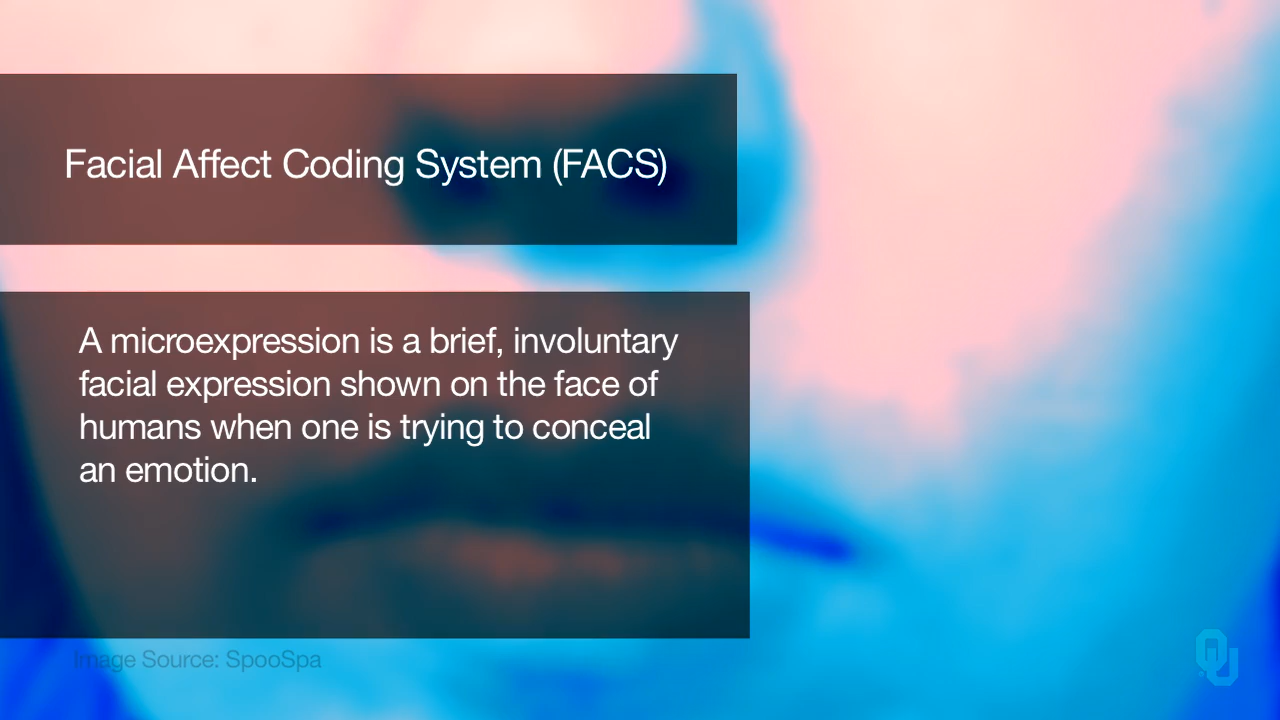 Facial Affect Coding System (FACS)
A microexpression is a brief, involuntary
facial expression shown on the face of
humans when one is trying to conceal
an emotion.
Image Source: SpooSpa
OU